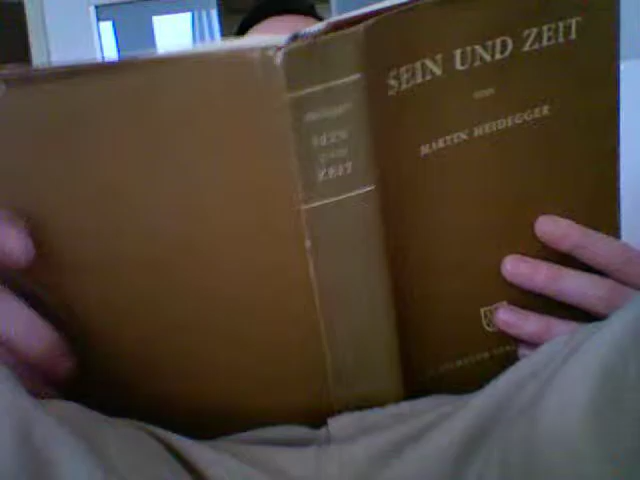 SEIN
UND
ZEIT
SEIN UND ZEIT
VON
MARTIN HEIDEGGER